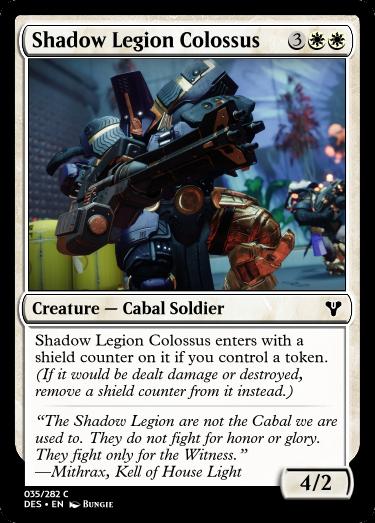 Shadow Legion Colossus 3
Creature — Cabal Soldier
Shadow Legion Colossus enters with a
shield counter on it if you control a token.
(If it would be dealt damage or destroyed,
remove a shield counter from it instead.)
“The Shadow Legion are not the Cabal we are
used to. They do not fight for honor or glory.
They fight only for the Witness.”
—Mithrax, Kell of House Light
4/2
035/282 C
DES • EN Bungie